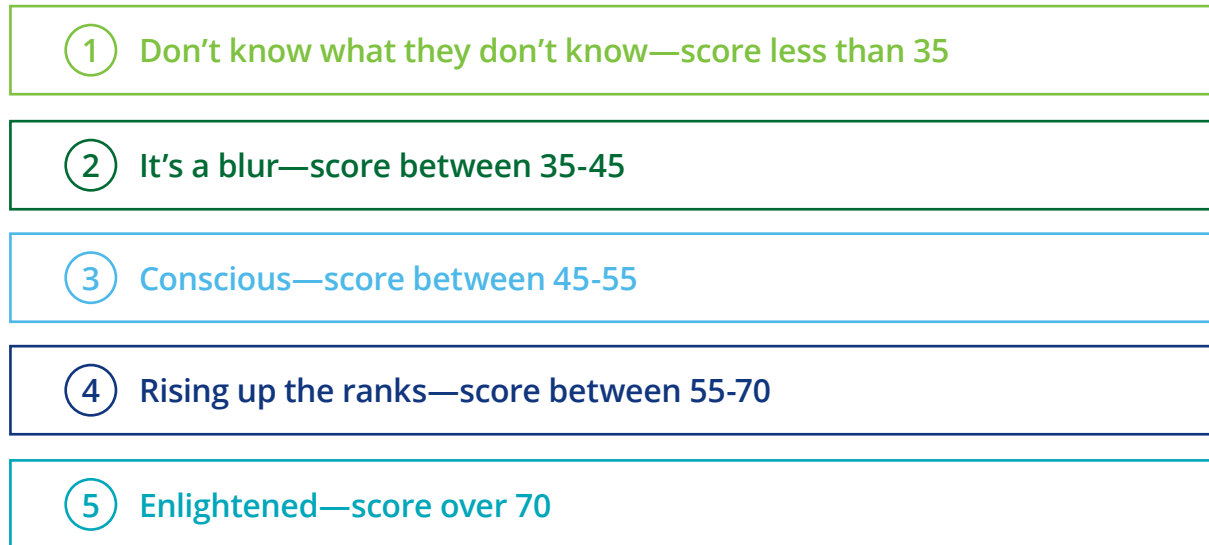 1 Don’t know what they don’t know—score less than 35
2 It’s a blur—score between 35-45
3 Conscious—score between 45-55
4 Rising up the ranks—score between 55-70
5 Enlightened—score over 70